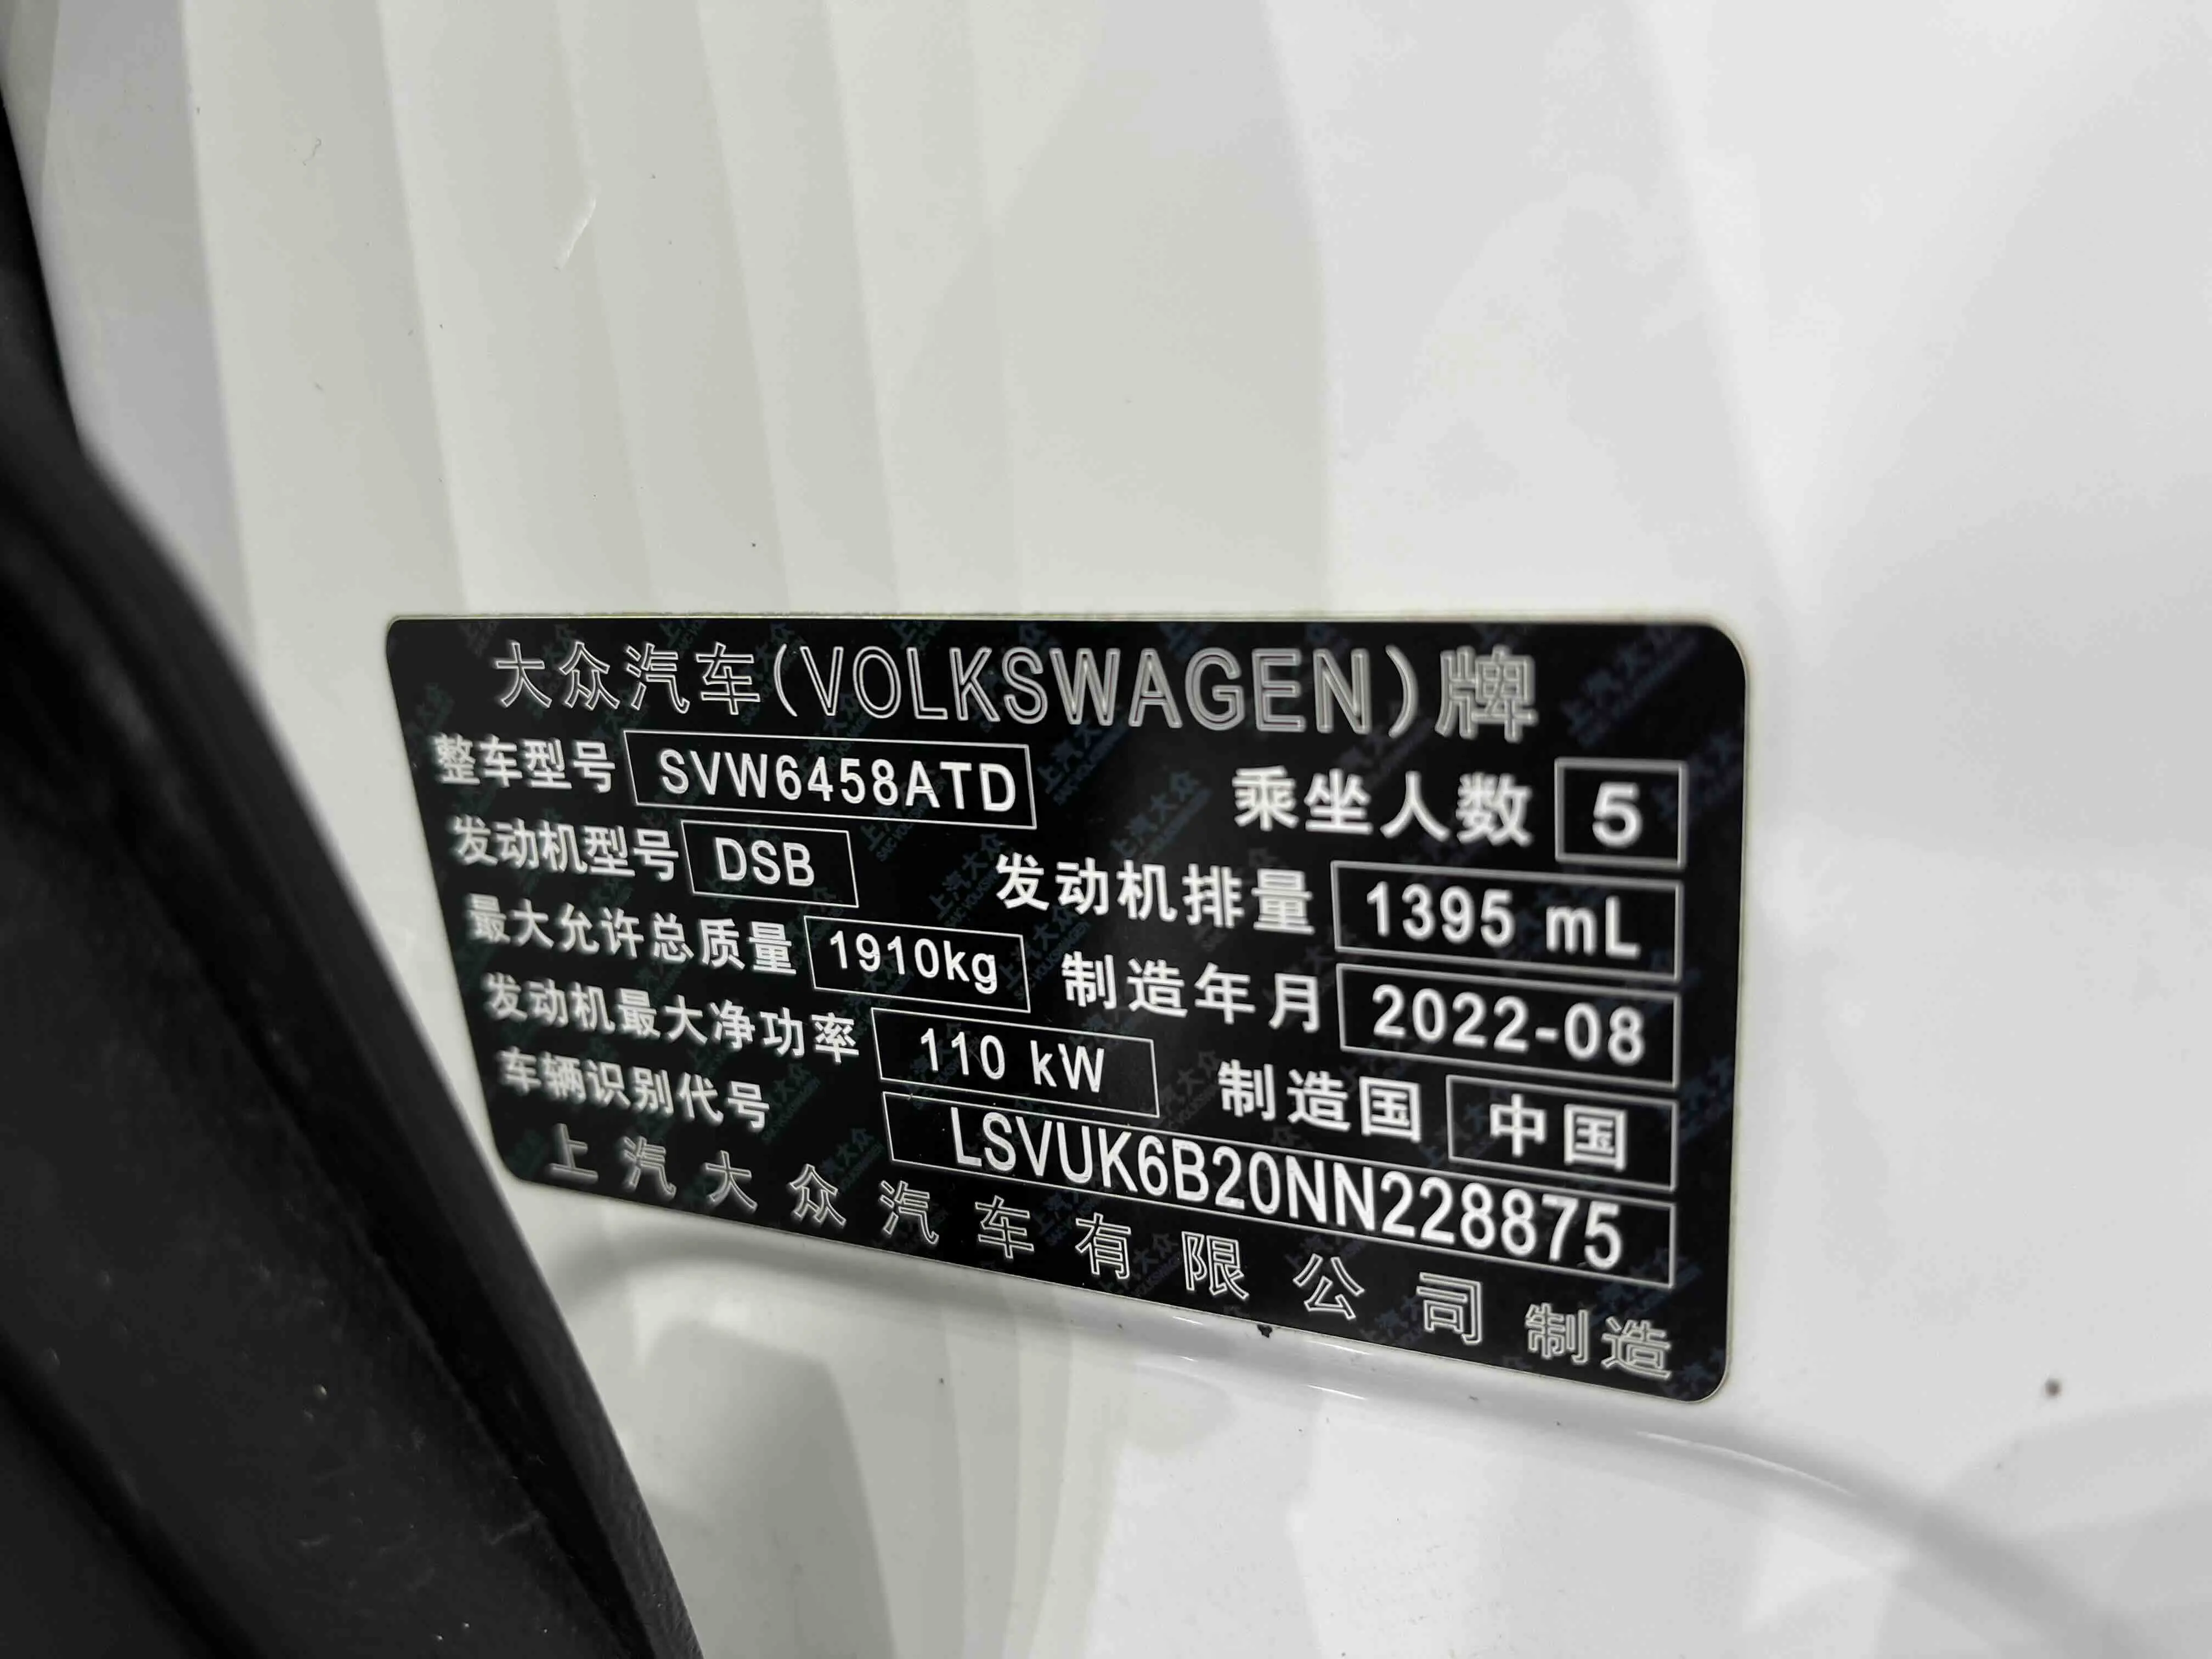 大众汽车(VOLKSWAGEN)牌
整车型号 SVW6458ATD 乘坐人数 5
发动机型号 DSB 发动机排量 1395 mL
最大允许总质量 1910kg 制造年月 2022-08
发动机最大净功率 110 kW 制造国 中国
车辆识别代号 LSVUK6B20NN228875
上汽大众汽车有限公司 制造